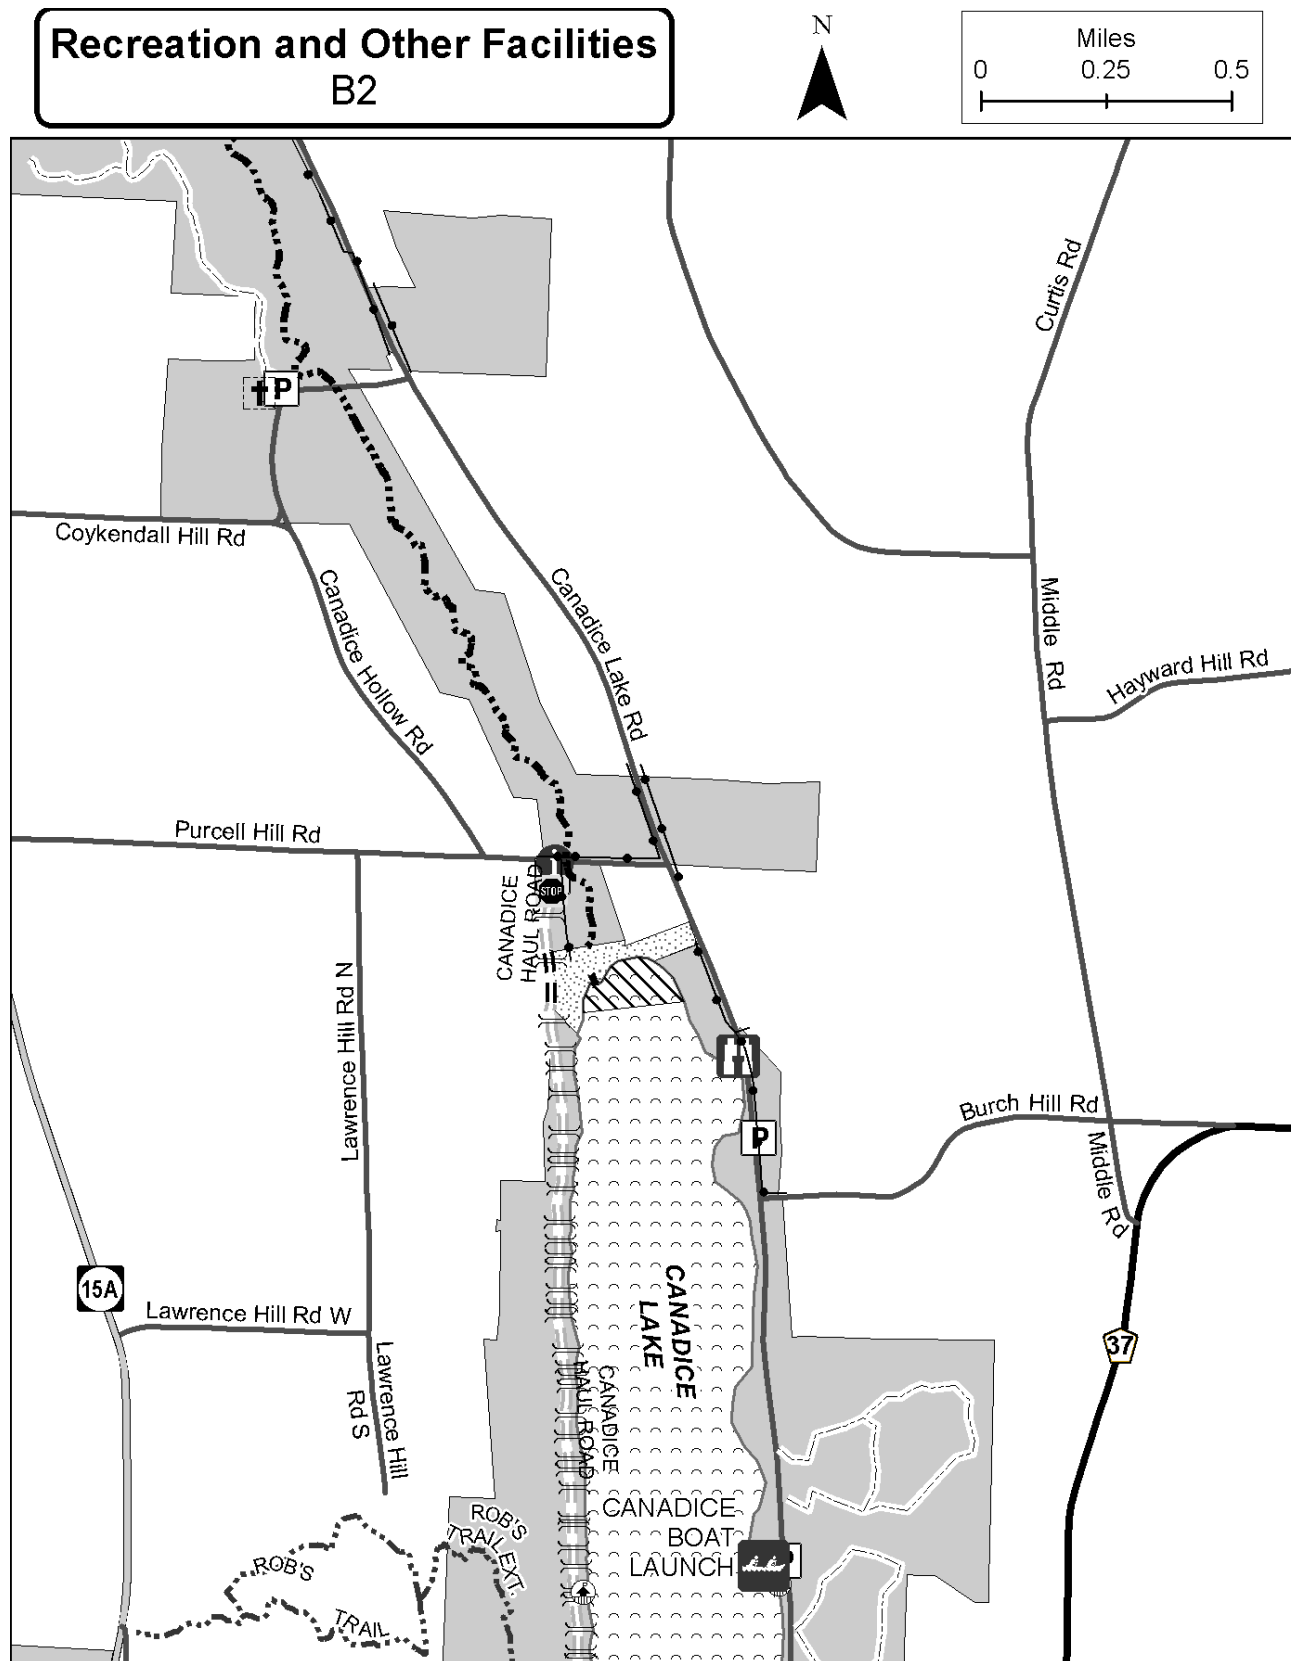 Recreation and Other Facilities
B2
N
Miles
0 0.25 0.5
Curtis Rd
P
Coykendall Hill Rd
Canadice Hollow Rd
Canadice Lake Rd
Middle Rd
Hayward Hill Rd
Purcell Hill Rd
CANADICE
HAUL ROAD
STOP
Lawrence Hill Rd N
Burch Hill Rd
P
Middle Rd
15A
Lawrence Hill Rd W
Lawrence Hill
Rd S
CANADICE
LAKE
37
CANADICE
HAUL ROAD
ROB'S
TRAIL EXT.
CANADICE
BOAT
LAUNCH
ROB'S
TRAIL